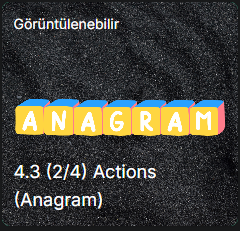 Görüntülenebilir
ANAGRAM
4.3 (2/4) Actions
(Anagram)